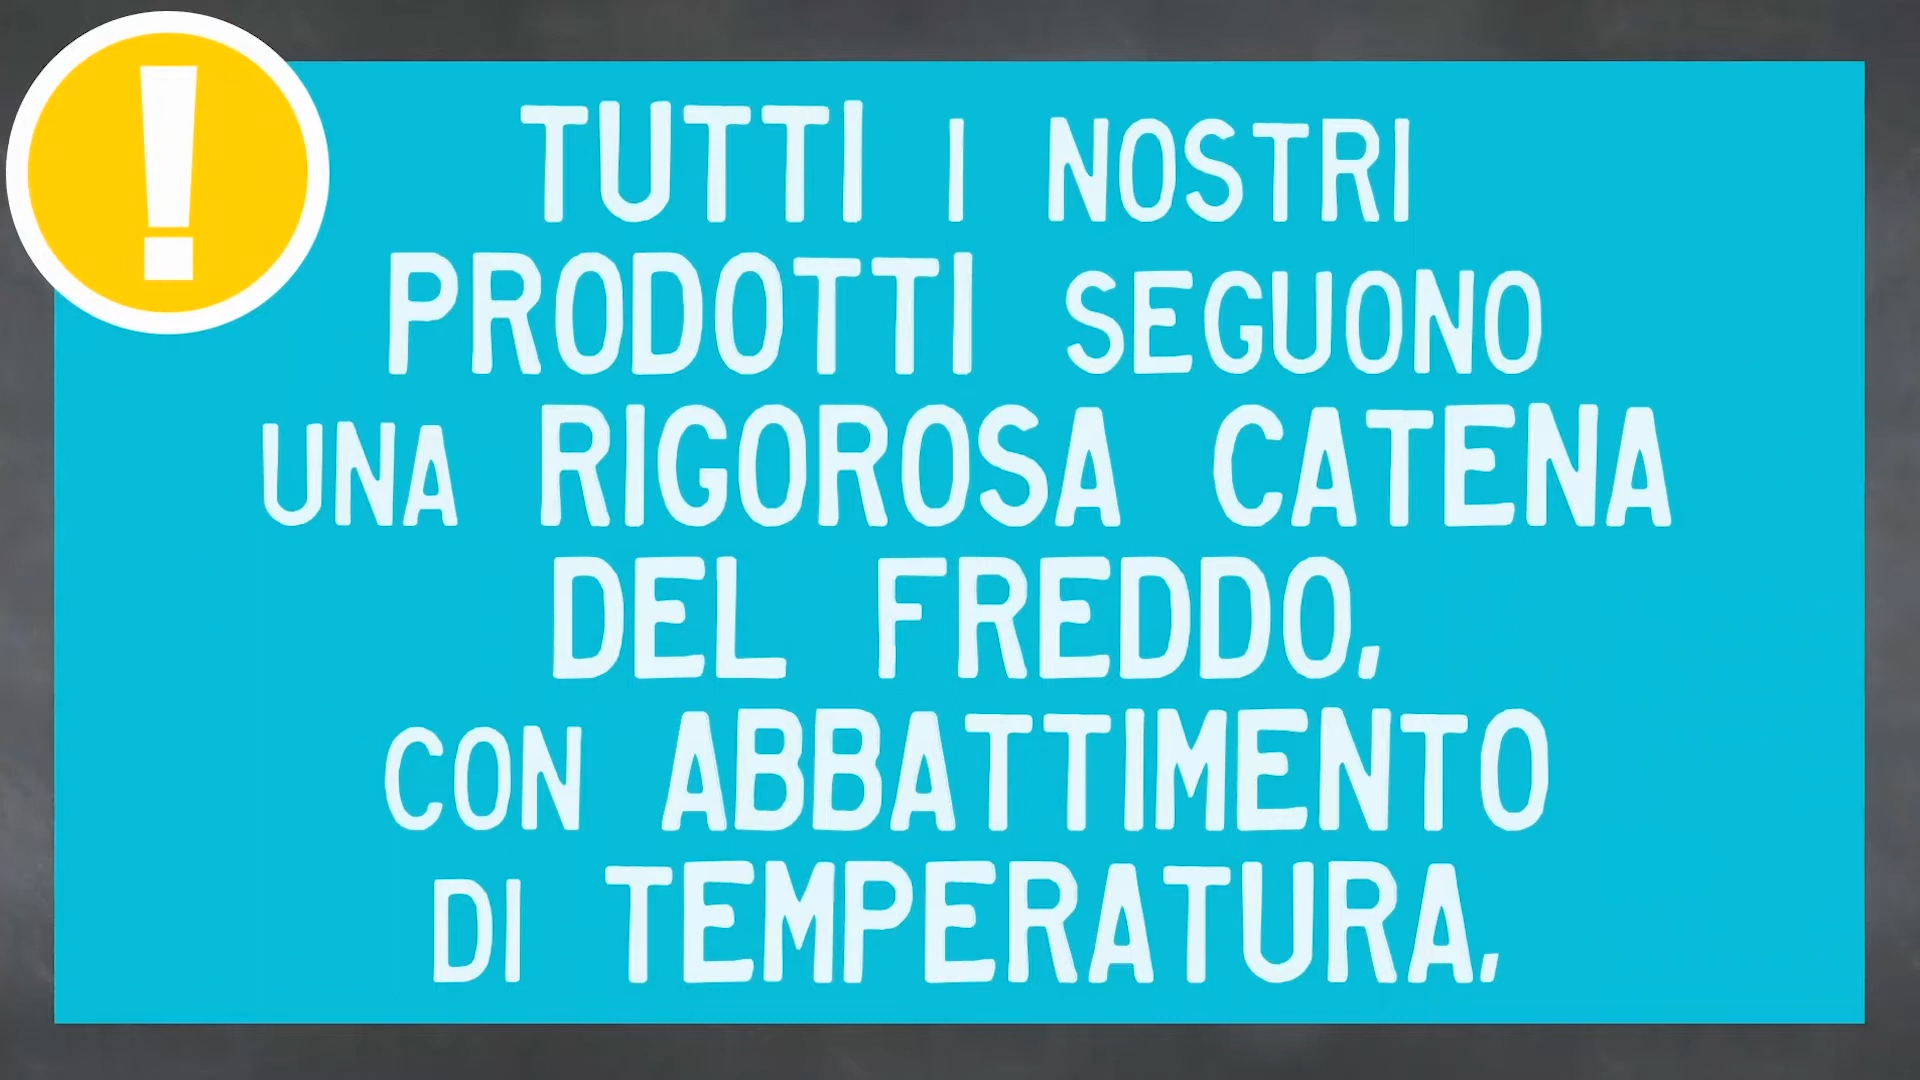 !
TUTTI I NOSTRI
PRODOTTI SEGUONO
UNA RIGOROSA CATENA
DEL FREDDO,
CON ABBATTIMENTO
DI TEMPERATURA,